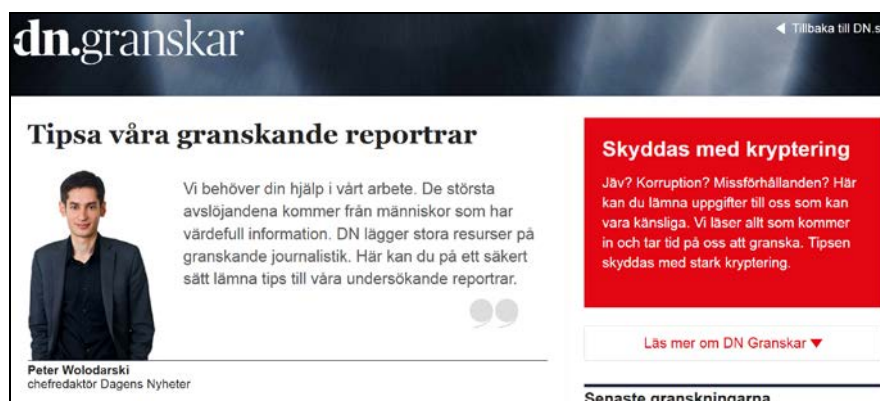 dn.granskar
Tillbaka till DN.s
Tipsa våra granskande reportrar
Vi behöver din hjälp i vårt arbete. De största
avslöjandena kommer från människor som har
värdefull information. DN lägger stora resurser på
granskande journalistik. Här kan du på ett säkert
sätt lämna tips till våra undersökande reportrar.
Peter Wolodarski
chefredaktör Dagens Nyheter
Skyddas med kryptering
Jäv? Korruption? Missförhållanden? Här
kan du lämna uppgifter till oss som kan
vara känsliga. Vi läser allt som kommer
in och tar tid på oss att granska. Tipsen
skyddas med stark kryptering.
Läs mer om DN Granskar
Senaste granskningarna